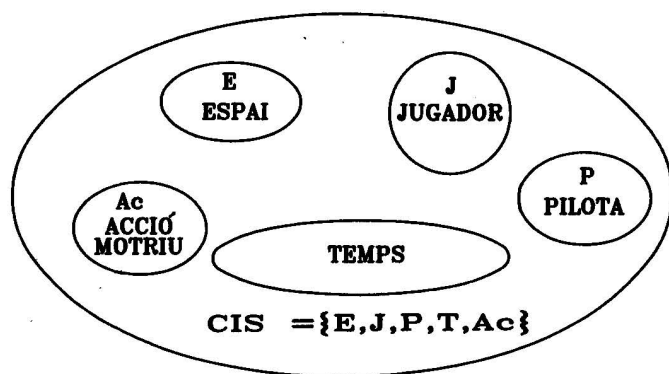 E
ESPAI
J
JUGADOR
P
PILOTA
Ac
ACCIÓ
MOTRIU
TEMPS
CIS ={E,J,P,T,Ac}